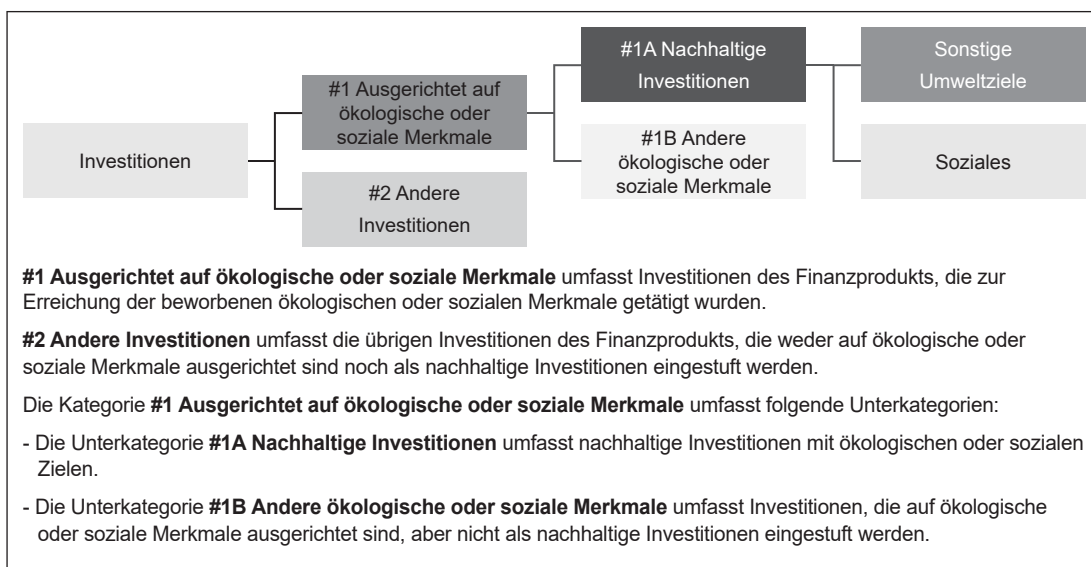 Investitionen
#1 Ausgerichtet auf
ökologische oder
soziale Merkmale
#2 Andere
Investitionen
#1A Nachhaltige
Investitionen
#1B Andere
ökologische oder
soziale Merkmale
Sonstige
Umweltziele
Soziales
#1 Ausgerichtet auf ökologische oder soziale Merkmale umfasst Investitionen des Finanzprodukts, die zur
Erreichung der beworbenen ökologischen oder sozialen Merkmale getätigt wurden.
#2 Andere Investitionen umfasst die übrigen Investitionen des Finanzprodukts, die weder auf ökologische oder
soziale Merkmale ausgerichtet sind noch als nachhaltige Investitionen eingestuft werden.
Die Kategorie #1 Ausgerichtet auf ökologische oder soziale Merkmale umfasst folgende Unterkategorien:
- Die Unterkategorie #1A Nachhaltige Investitionen umfasst nachhaltige Investitionen mit ökologischen oder sozialen
Zielen.
- Die Unterkategorie #1B Andere ökologische oder soziale Merkmale umfasst Investitionen, die auf ökologische
oder soziale Merkmale ausgerichtet sind, aber nicht als nachhaltige Investitionen eingestuft werden.